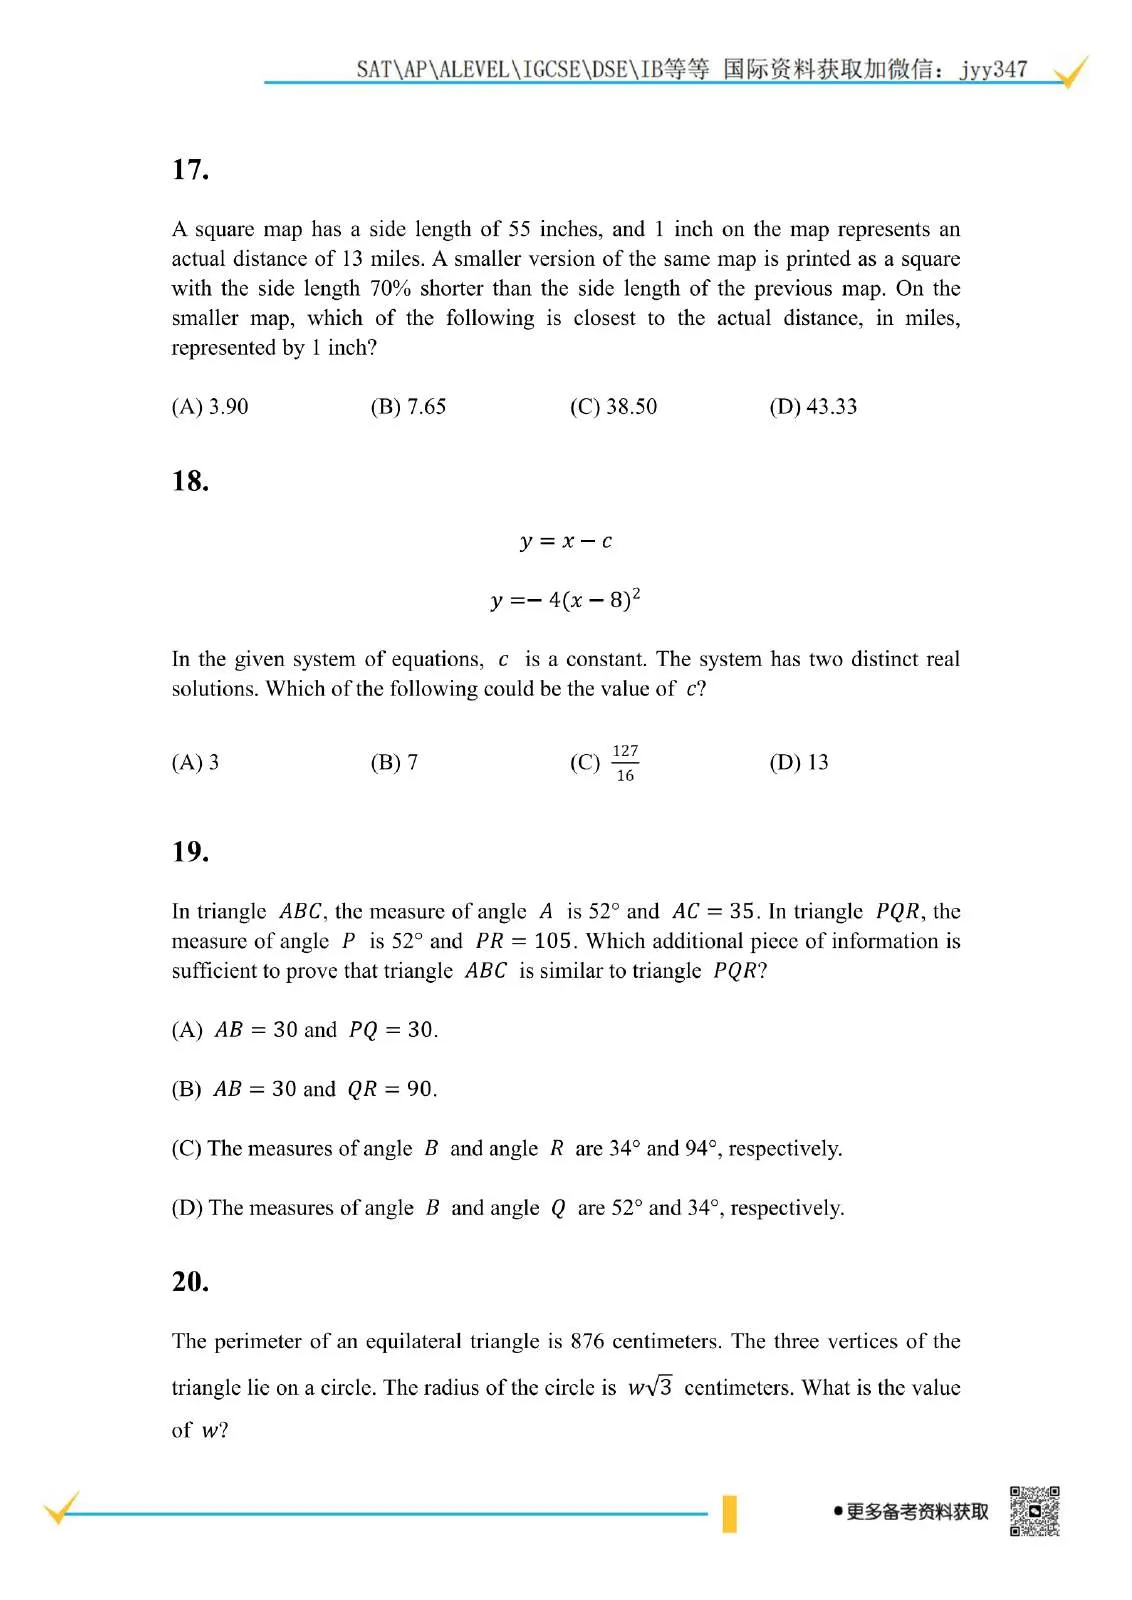 SAT\AP\ALEVEL\IGCSE\DSE\IB等等 国际资料获取加微信：jyy347
17.
A square map has a side length of 55 inches, and 1 inch on the map represents an
actual distance of 13 miles. A smaller version of the same map is printed as a square
with the side length 70% shorter than the side length of the previous map. On the
smaller map, which of the following is closest to the actual distance, in miles,
represented by 1 inch?
(A) 3.90 (B) 7.65 (C) 38.50 (D) 43.33
18.
y = x − c
y =− 4(x − 8)²
In the given system of equations, c is a constant. The system has two distinct real
solutions. Which of the following could be the value of c?
(A) 3 (B) 7 (C) 127/16 (D) 13
19.
In triangle ABC, the measure of angle A is 52° and AC = 35. In triangle PQR, the
measure of angle P is 52° and PR = 105. Which additional piece of information is
sufficient to prove that triangle ABC is similar to triangle PQR?
(A) AB = 30 and PQ = 30.
(B) AB = 30 and QR = 90.
(C) The measures of angle B and angle R are 34° and 94°, respectively.
(D) The measures of angle B and angle Q are 52° and 34°, respectively.
20.
The perimeter of an equilateral triangle is 876 centimeters. The three vertices of the
triangle lie on a circle. The radius of the circle is w√3 centimeters. What is the value
of w?
•更多备考资料获取